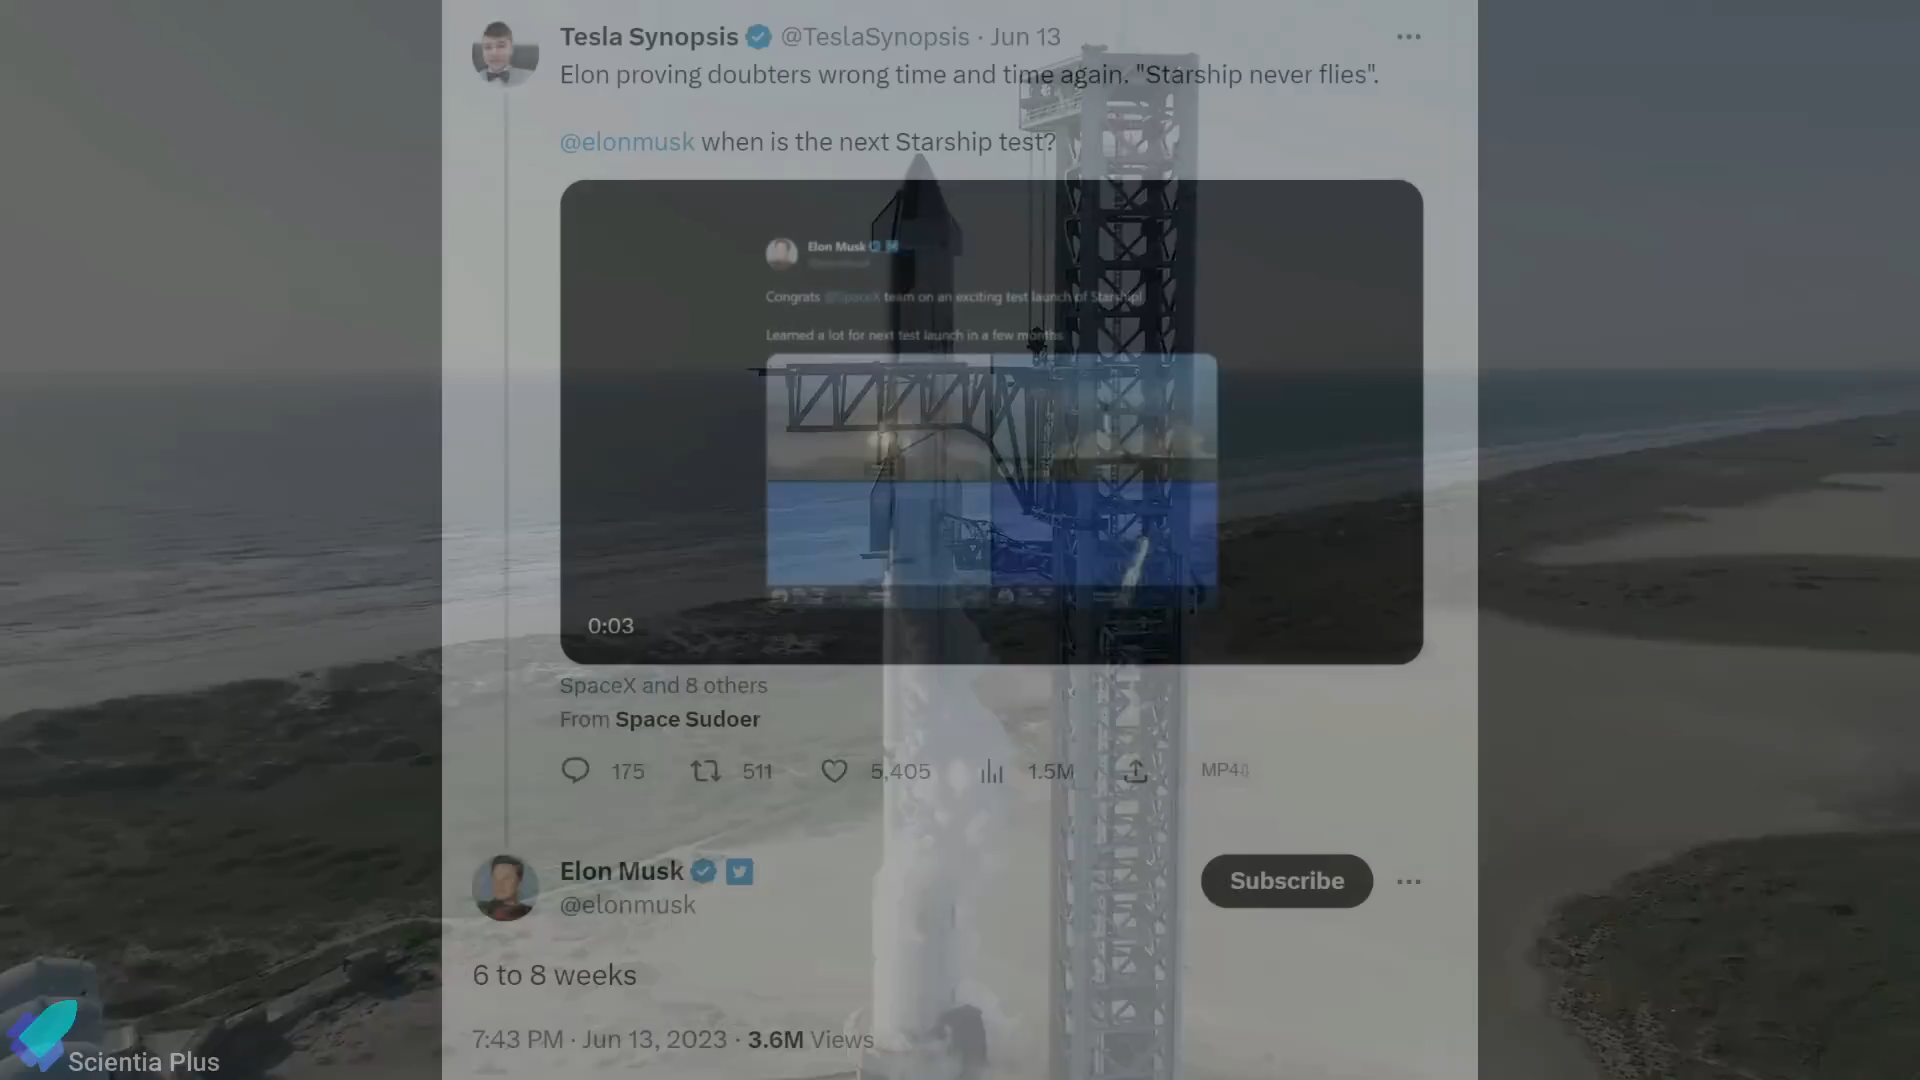 Tesla Synopsis @TeslaSynopsis · Jun 13
Elon proving doubters wrong time and time again. "Starship never flies".
@elonmusk when is the next Starship test?
Elon Musk
Congrats @SpaceX team on an exciting test launch of Starship!
Learned a lot for next test launch in a few months.
0:03
SpaceX and 8 others
From Space Sudoer
175 511 5,405 1.5M MP4
Elon Musk
@elonmusk
Subscribe
6 to 8 weeks
7:43 PM · Jun 13, 2023 · 3.6M Views
Scientia Plus